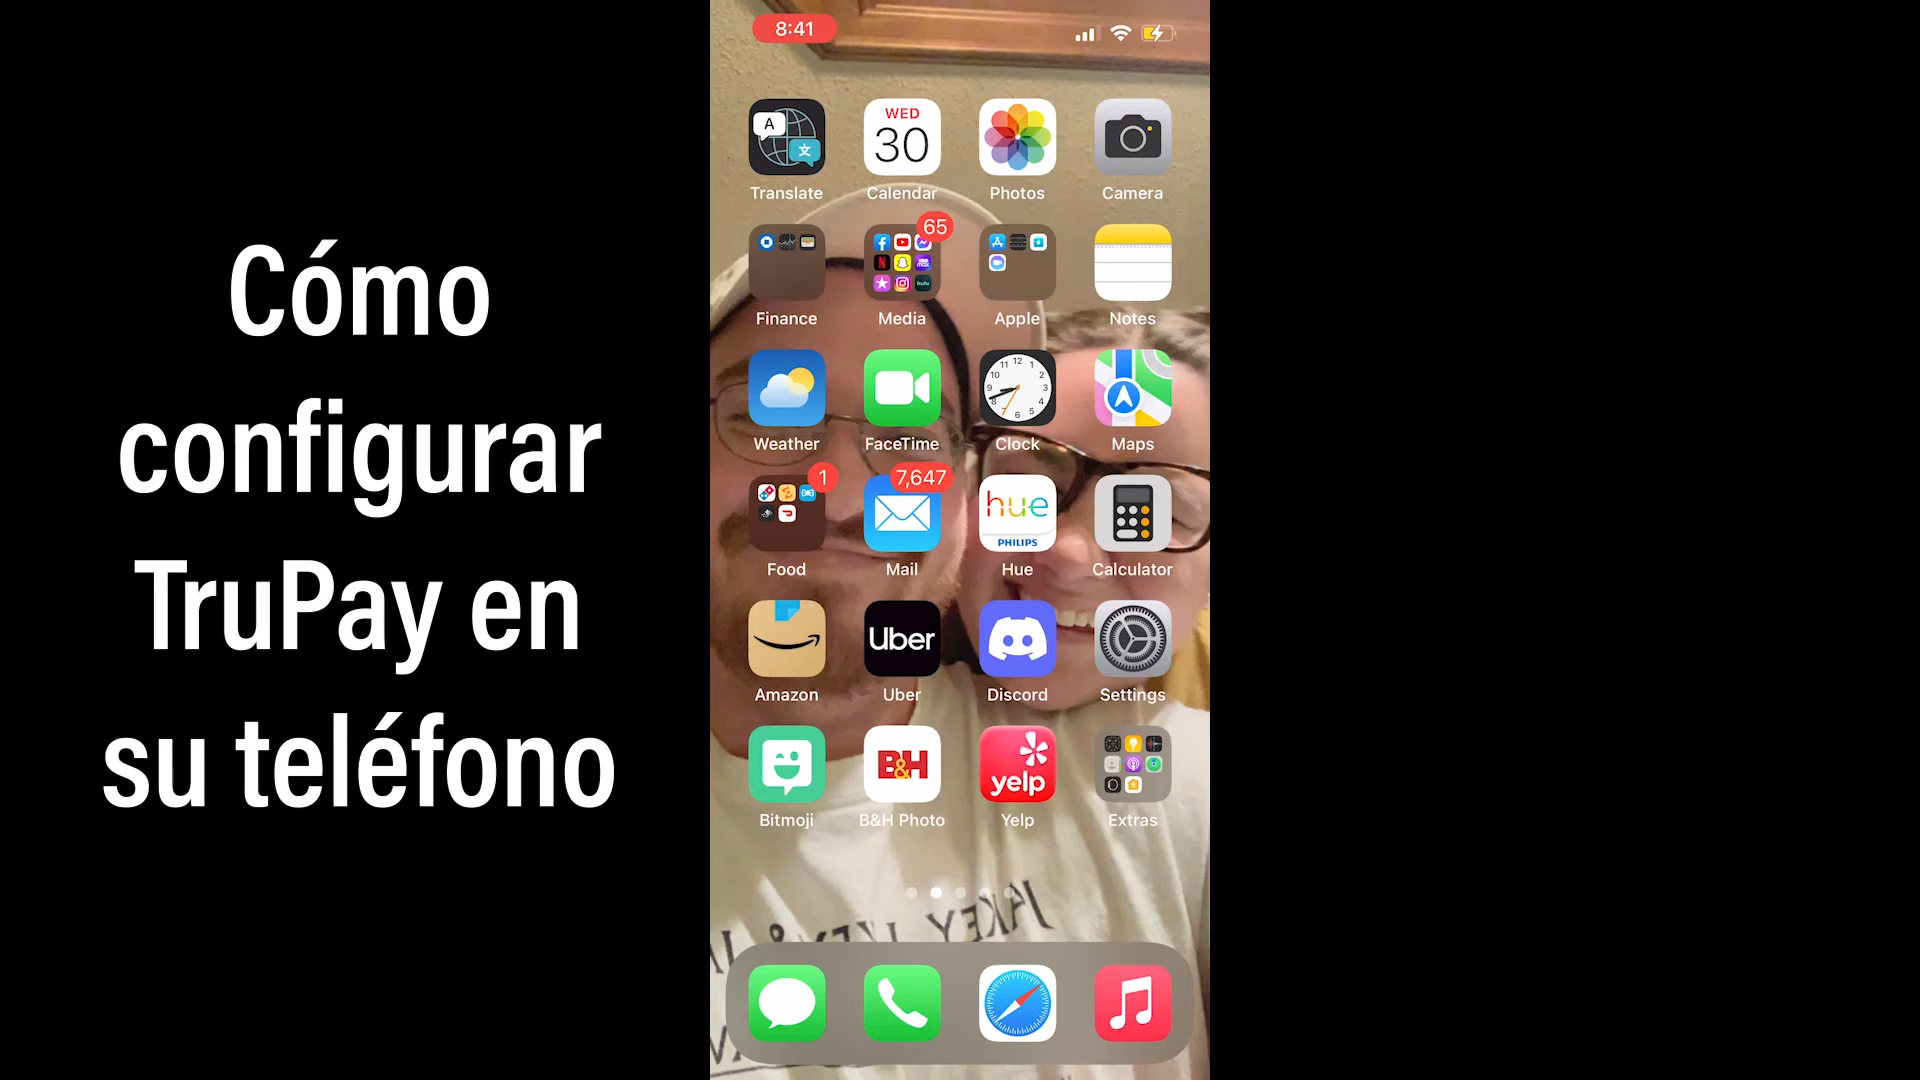 Cómo
configurar
TruPay en
su teléfono
8:41
WED
30
A
文
Translate
Calendar
Photos
Camera
65
Finance
Media
Apple
Notes
Weather
FaceTime
Clock
Maps
1
7,647
hue
PHILIPS
Food
Mail
Hue
Calculator
Uber
Amazon
Uber
Discord
Settings
B&H
yelp
Bitmoji
B&H Photo
Yelp
Extras